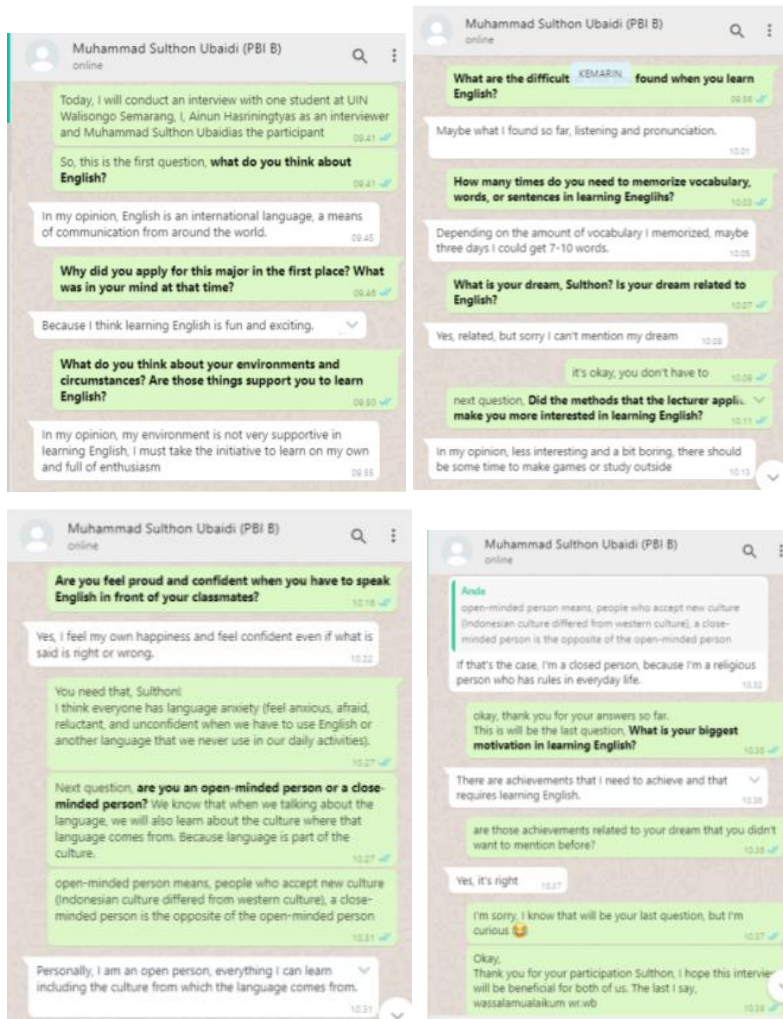 Muhammad Sulthon Ubaidi (PBI B)
online
Today, I will conduct an interview with one student at UIN
Walisongo Semarang, I, Ainun Hasriningtyas as an interviewer
and Muhammad Sulthon Ubaidias the participant
09.41
So, this is the first question, what do you think about
English?
09.41
In my opinion, English is an international language, a means
of communication from around the world.
09.45
Why did you apply for this major in the first place? What
was in your mind at that time?
09.46
Because I think learning English is fun and exciting.
What do you think about your environments and
circumstances? Are those things support you to learn
English?
09.50
In my opinion, my environment is not very supportive in
learning English, I must take the initiative to learn on my own
and full of enthusiasm
09.55
Muhammad Sulthon Ubaidi (PBI B)
online
KEMARIN
What are the difficult found when you learn
English?
09.56
Maybe what I found so far, listening and pronunciation.
10.01
How many times do you need to memorize vocabulary,
words, or sentences in learning Eneglihs?
10.03
Depending on the amount of vocabulary I memorized, maybe
three days I could get 7-10 words.
10.05
What is your dream, Sulthon? Is your dream related to
English?
10.07
Yes, related, but sorry I can't mention my dream
10.08
it's okay, you don't have to
10.09
next question, Did the methods that the lecturer appli
make you more interested in learning English?
10.11
In my opinion, less interesting and a bit boring, there should
be some time to make games or study outside
10.13
Muhammad Sulthon Ubaidi (PBI B)
online
Are you feel proud and confident when you have to speak
English in front of your classmates?
10.16
Yes, I feel my own happiness and feel confident even if what is
said is right or wrong.
10.22
You need that, Sulthon!
I think everyone has language anxiety (feel anxious, afraid,
reluctant, and unconfident when we have to use English or
another language that we never use in our daily activities).
10.27
Next question, are you an open-minded person or a close-
minded person? We know that when we talking about the
language, we will also learn about the culture where that
language comes from. Because language is part of the
culture.
10.27
open-minded person means, people who accept new culture
(Indonesian culture differed from western culture), a close-
minded person is the opposite of the open-minded person
10.31
Personally, I am an open person, everything I can learn
including the culture from which the language comes from.
10.31
Muhammad Sulthon Ubaidi (PBI B)
online
Anda
open-minded person means, people who accept new culture
(Indonesian culture differed from western culture), a close-
minded person is the opposite of the open-minded person
If that's the case, I'm a closed person, because I'm a religious
person who has rules in everyday life.
10.32
okay, thank you for your answers so far.
This is will be the last question, What is your biggest
motivation in learning English?
10.35
There are achievements that I need to achieve and that
requires learning English.
10.35
are those achievements related to your dream that you didn't
want to mention before?
10.36
Yes, it's right
10.37
I'm sorry, I know that will be your last question, but I'm
curious 😂
10.37
Okay,
Thank you for your participation Sulthon, I hope this intervie
will be beneficial for both of us. The last I say,
wassalamualaikum wr.wb
10.38